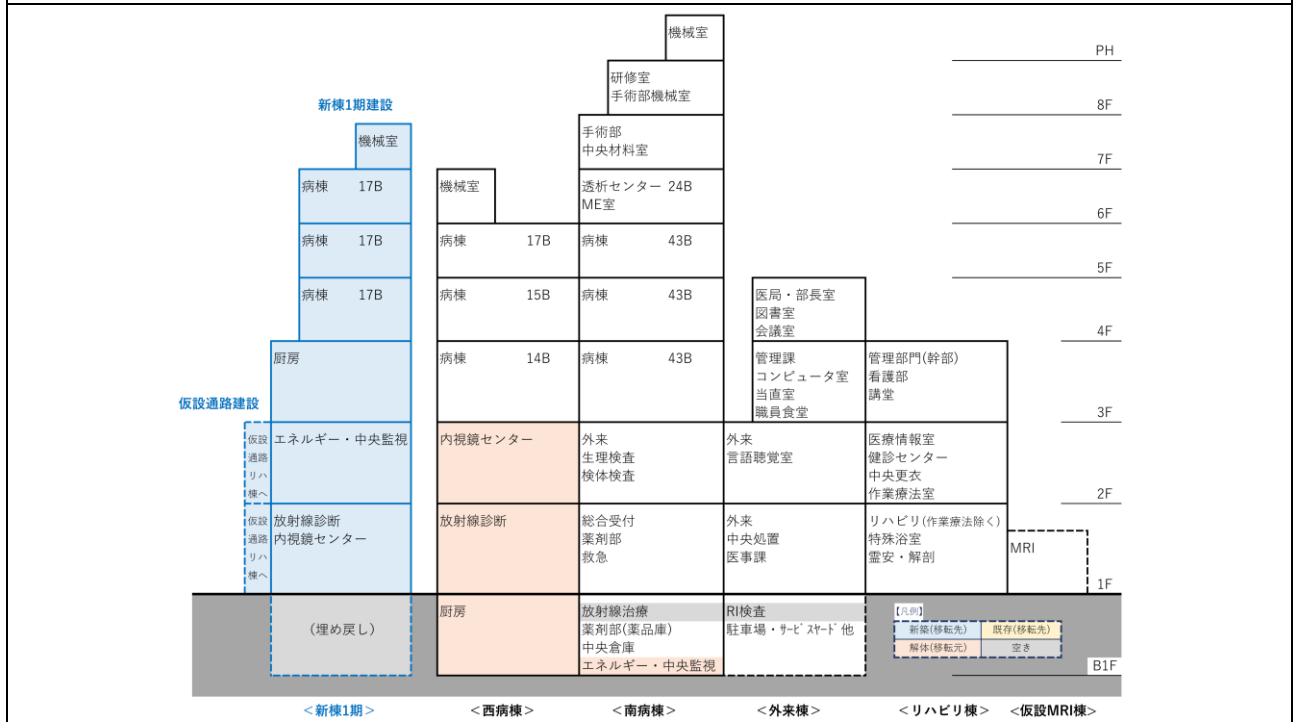 機械室
PH
研修室
手術部機械室
8F
新棟1期建設
機械室
手術部
中央材料室
7F
病棟 17B
機械室
透析センター 24B
ME室
6F
病棟 17B
病棟 17B
病棟 43B
5F
病棟 17B
病棟 15B
病棟 43B
医局・部長室
図書室
会議室
4F
厨房
病棟 14B
病棟 43B
管理課
コンピュータ室
当直室
職員食堂
管理部門(幹部)
看護部
講堂
3F
仮設通路建設
仮設
通路
リハ
棟へ
エネルギー・中央監視
内視鏡センター
外来
生理検査
検体検査
外来
言語聴覚室
医療情報室
健診センター
中央更衣
作業療法室
2F
仮設
通路
リハ
棟へ
放射線診断
内視鏡センター
放射線診断
総合受付
薬剤部
救急
外来
中央処置
医事課
リハビリ(作業療法除く)
特殊浴室
霊安・解剖
MRI
1F
(埋め戻し)
厨房
放射線治療
薬剤部(薬品庫)
中央倉庫
エネルギー・中央監視
RI検査
駐車場・サービスヤード他
【凡例】
新築(移転先) 既存(移転先)
解体(移転元) 空き
B1F
<新棟1期> <西病棟> <南病棟> <外来棟> <リハビリ棟> <仮設MRI棟>